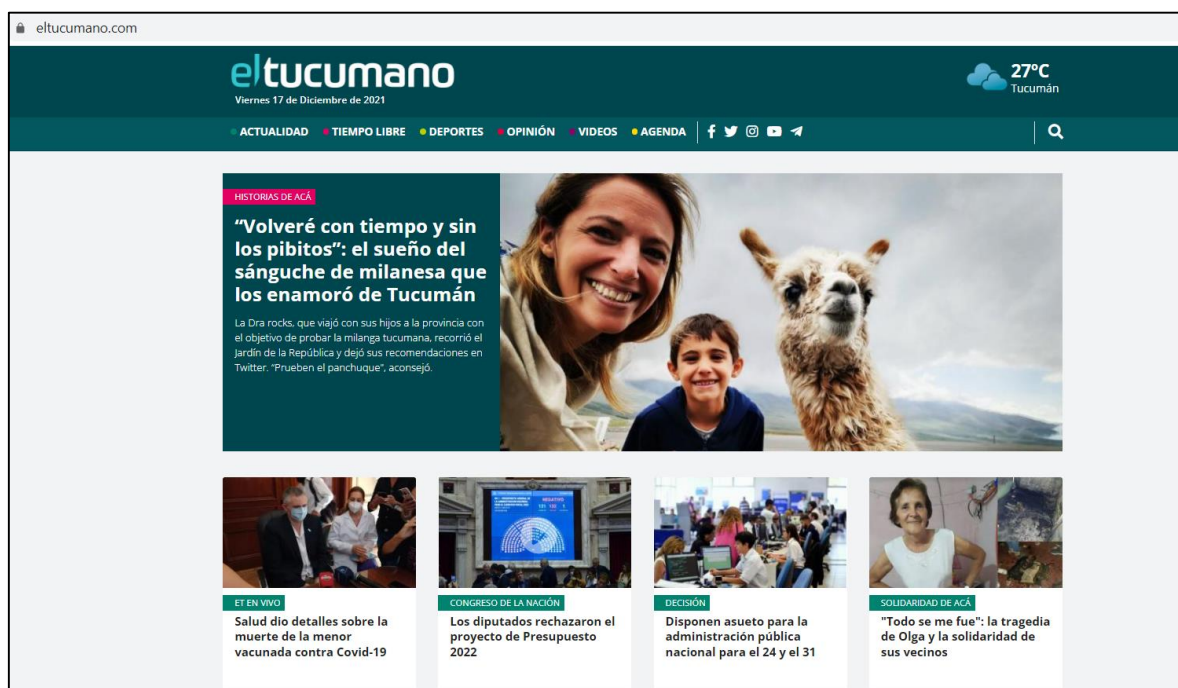 eltucumano.com
eltucumano
Viernes 17 de Diciembre de 2021
27ºC
Tucumán
ACTUALIDAD TIEMPO LIBRE DEPORTES OPINIÓN VIDEOS AGENDA
HISTORIAS DE ACÁ
“Volveré con tiempo y sin
los pibitos”: el sueño del
sánguche de milanesa que
los enamoró de Tucumán
La Dra rocks, que viajó con sus hijos a la provincia con
el objetivo de probar la milanga tucumana, recorrió el
Jardín de la República y dejó sus recomendaciones en
Twitter. “Prueben el panchuque”, aconsejó.
ET EN VIVO
Salud dio detalles sobre la
muerte de la menor
vacunada contra Covid-19
CONGRESO DE LA NACIÓN
Los diputados rechazaron el
proyecto de Presupuesto
2022
DECISIÓN
Disponen asueto para la
administración pública
nacional para el 24 y el 31
SOLIDARIDAD DE ACÁ
"Todo se me fue": la tragedia
de Olga y la solidaridad de
sus vecinos